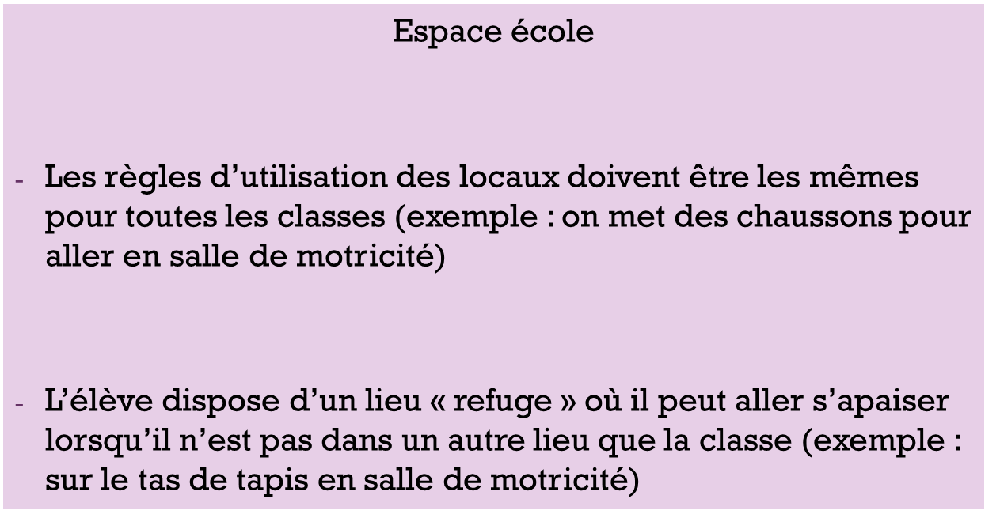 Espace école
- Les règles d’utilisation des locaux doivent être les mêmes
pour toutes les classes (exemple : on met des chaussons pour
aller en salle de motricité)
- L’élève dispose d’un lieu « refuge » où il peut aller s’apaiser
lorsqu’il n’est pas dans un autre lieu que la classe (exemple :
sur le tas de tapis en salle de motricité)